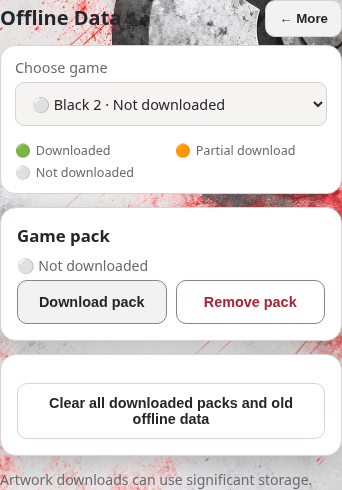 Offline Data
← More
Choose game
Black 2 · Not downloaded
Downloaded
Partial download
Not downloaded
Game pack
Not downloaded
Download pack
Remove pack
Clear all downloaded packs and old
offline data
Artwork downloads can use significant storage.